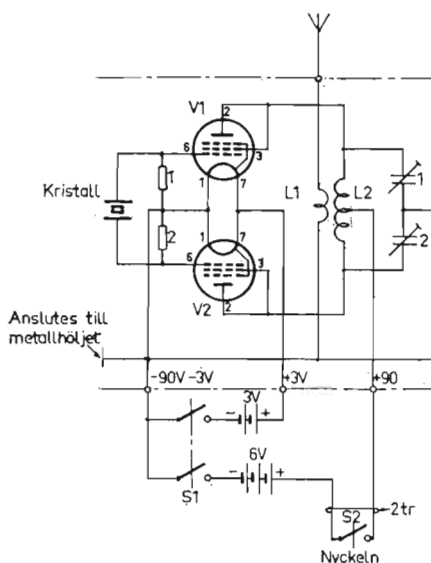 V1
2
6
3
1
7
1
Kristall
2
L1
L2
1
2
1
7
6
3
2
V2
Anslutes till
metallhöljet
-90V -3V
+3V
+90
3V
-
+
6V
-
+
S1
S2
2tr
Nyckeln